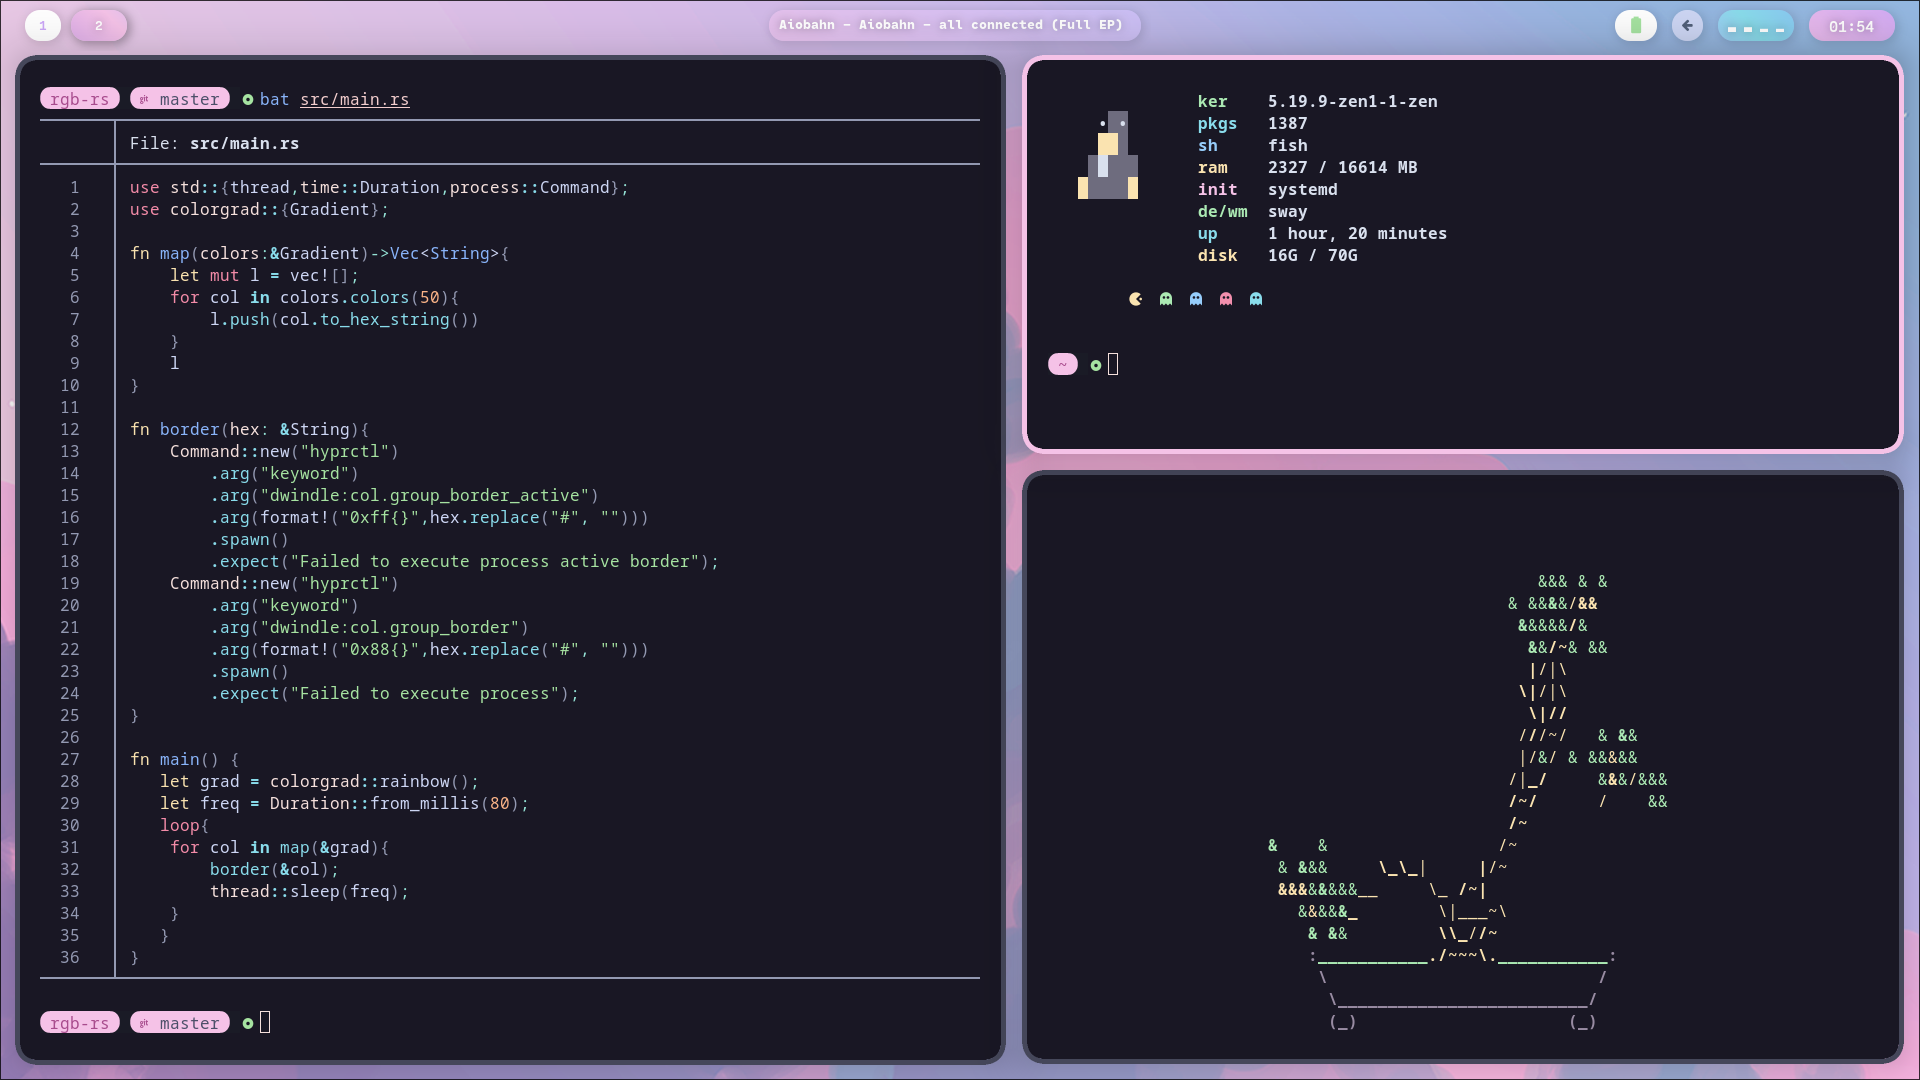 1 2 Aiobahn - Aiobahn - all connected (Full EP) 01:54
rgb-rs git master bat src/main.rs
File: src/main.rs
1 use std::{thread,time::Duration,process::Command};
2 use colorgrad::{Gradient};
3
4 fn map(colors:&Gradient)->Vec<String>{
5     let mut l = vec![];
6     for col in colors.colors(50){
7         l.push(col.to_hex_string())
8     }
9     l
10 }
11
12 fn border(hex: &String){
13     Command::new("hyprctl")
14         .arg("keyword")
15         .arg("dwindle:col.group_border_active")
16         .arg(format!("0xff{}",hex.replace("#", "")))
17         .spawn()
18         .expect("Failed to execute process active border");
19     Command::new("hyprctl")
20         .arg("keyword")
21         .arg("dwindle:col.group_border")
22         .arg(format!("0x88{}",hex.replace("#", "")))
23         .spawn()
24         .expect("Failed to execute process");
25 }
26
27 fn main() {
28    let grad = colorgrad::rainbow();
29    let freq = Duration::from_millis(80);
30    loop{
31     for col in map(&grad){
32         border(&col);
33         thread::sleep(freq);
34     }
35    }
36 }
rgb-rs git master
ker 5.19.9-zen1-1-zen
pkgs 1387
sh fish
ram 2327 / 16614 MB
init systemd
de/wm sway
up 1 hour, 20 minutes
disk 16G / 70G
~
&&& & &
& &&&&/&&
&&&&&/&
&&/~& &&
|/|\
\|/|\
\|//
///~/   & &&
|/&/ & &&&&&
/|_/     &&&/&&&
/~/      /    &&
/~
&    &                 /~
& &&&     \_\_|     |/~
&&&&&&&&__     \_ /~|
&&&&&_        \|___~\
& &&         \\_//~
:___________./~~~\.___________:
\                           /
\_________________________/
(_)                     (_)